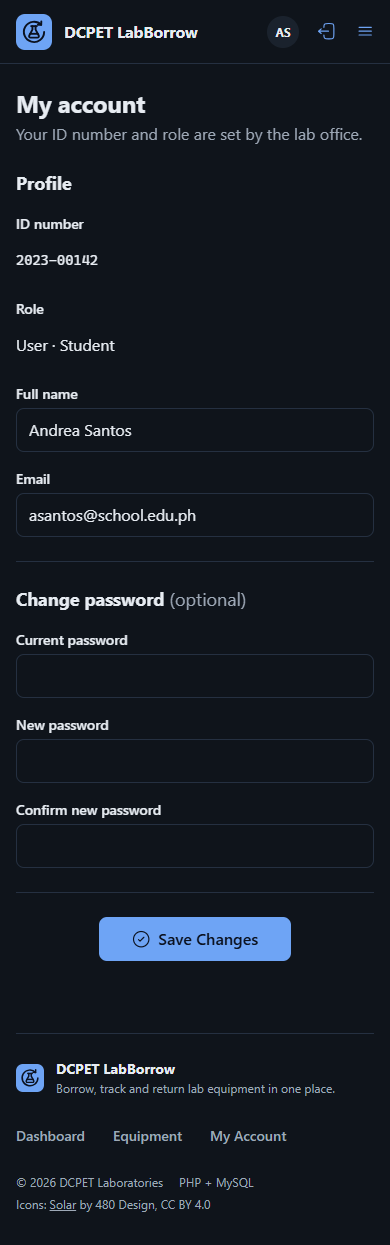 DCPET LabBorrow AS
My account
Your ID number and role are set by the lab office.
Profile
ID number
2023-00142
Role
User · Student
Full name
Andrea Santos
Email
asantos@school.edu.ph
Change password (optional)
Current password
New password
Confirm new password
Save Changes
DCPET LabBorrow
Borrow, track and return lab equipment in one place.
Dashboard Equipment My Account
© 2026 DCPET Laboratories PHP + MySQL
Icons: Solar by 480 Design, CC BY 4.0